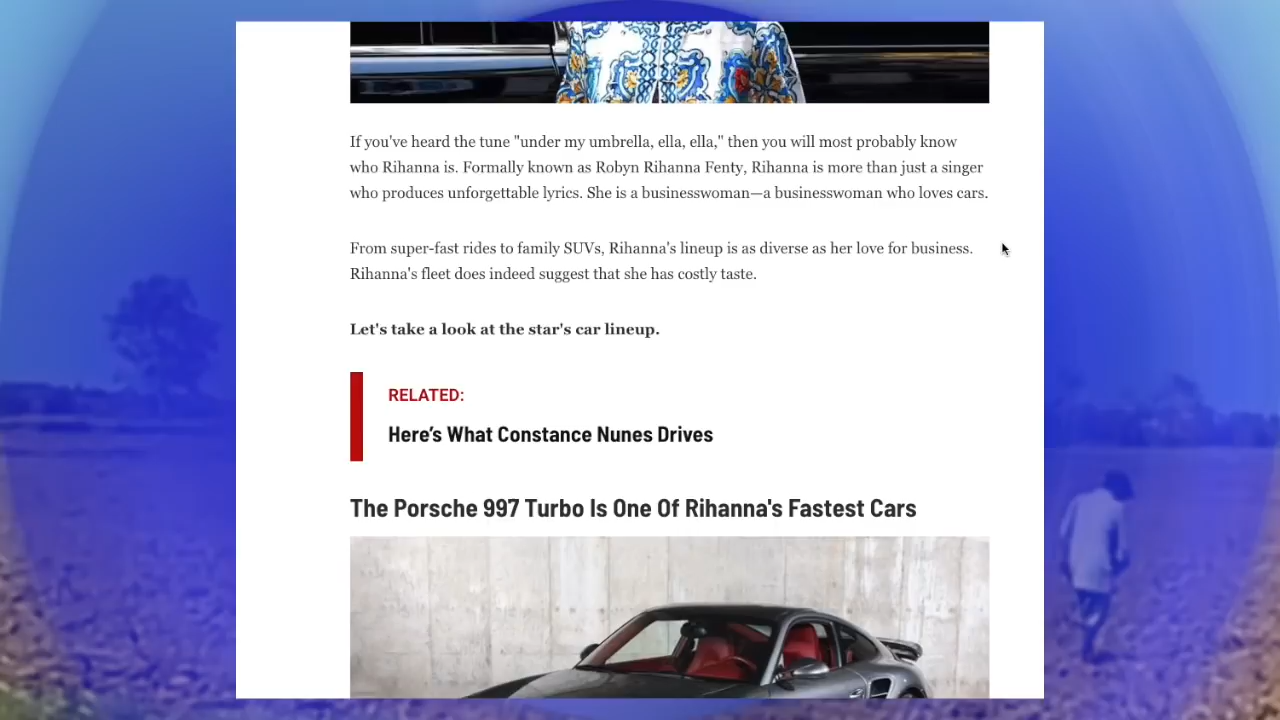 If you've heard the tune "under my umbrella, ella, ella," then you will most probably know
who Rihanna is. Formally known as Robyn Rihanna Fenty, Rihanna is more than just a singer
who produces unforgettable lyrics. She is a businesswoman—a businesswoman who loves cars.
From super-fast rides to family SUVs, Rihanna's lineup is as diverse as her love for business.
Rihanna's fleet does indeed suggest that she has costly taste.
Let's take a look at the star's car lineup.
RELATED:
Here’s What Constance Nunes Drives
The Porsche 997 Turbo Is One Of Rihanna's Fastest Cars